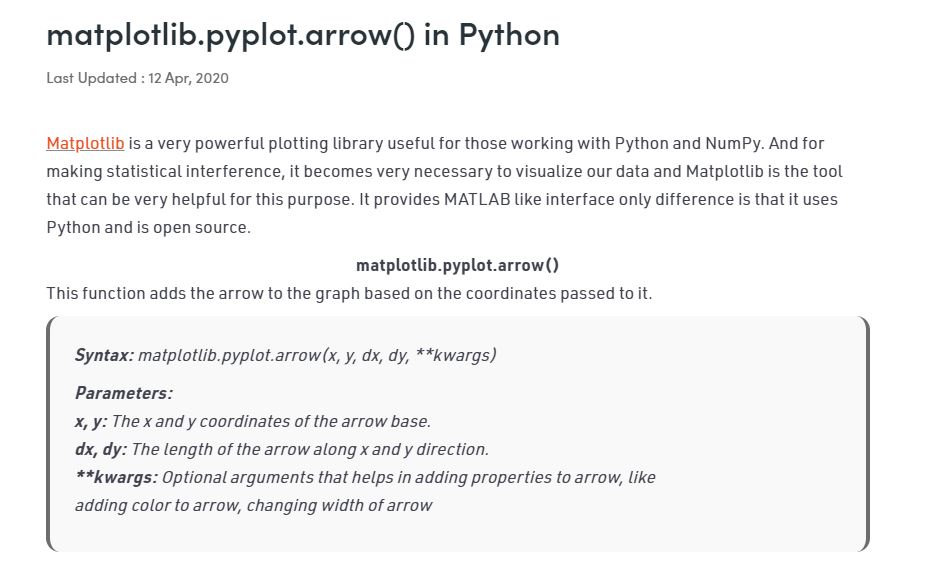 matplotlib.pyplot.arrow() in Python
Last Updated : 12 Apr, 2020
Matplotlib is a very powerful plotting library useful for those working with Python and NumPy. And for
making statistical interference, it becomes very necessary to visualize our data and Matplotlib is the tool
that can be very helpful for this purpose. It provides MATLAB like interface only difference is that it uses
Python and is open source.
matplotlib.pyplot.arrow()
This function adds the arrow to the graph based on the coordinates passed to it.
Syntax: matplotlib.pyplot.arrow(x, y, dx, dy, **kwargs)
Parameters:
x, y: The x and y coordinates of the arrow base.
dx, dy: The length of the arrow along x and y direction.
**kwargs: Optional arguments that helps in adding properties to arrow, like
adding color to arrow, changing width of arrow